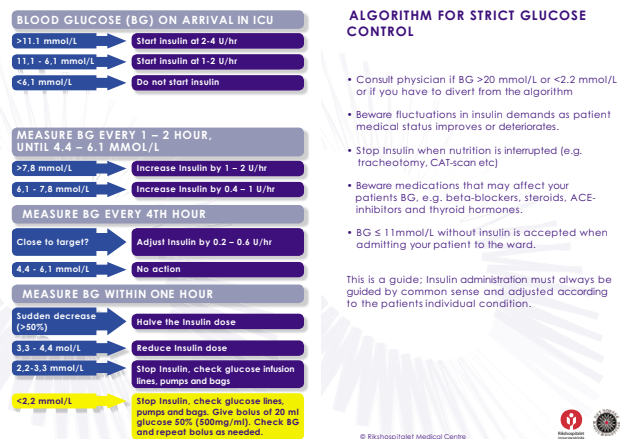 BLOOD GLUCOSE (BG) ON ARRIVAL IN ICU
>11.1 mmol/L
Start insulin at 2-4 U/hr
11,1 - 6,1 mmol/L
Start insulin at 1-2 U/hr
<6,1 mmol/L
Do not start insulin
MEASURE BG EVERY 1 – 2 HOUR,
UNTIL 4.4 – 6.1 MMOL/L
>7,8 mmol/L
Increase Insulin by 1 – 2 U/hr
6,1 - 7,8 mmol/L
Increase Insulin by 0.4 – 1 U/hr
MEASURE BG EVERY 4TH HOUR
Close to target?
Adjust Insulin by 0.2 – 0.6 U/hr
4,4 - 6,1 mmol/L
No action
MEASURE BG WITHIN ONE HOUR
Sudden decrease
(>50%)
Halve the Insulin dose
3,3 - 4,4 mol/L
Reduce Insulin dose
2,2-3,3 mmol/L
Stop Insulin, check glucose infusion
lines, pumps and bags
<2,2 mmol/L
Stop Insulin, check glucose lines,
pumps and bags. Give bolus of 20 ml
glucose 50% (500mg/ml). Check BG
and repeat bolus as needed.
ALGORITHM FOR STRICT GLUCOSE
CONTROL
• Consult physician if BG >20 mmol/L or <2.2 mmol/L
or if you have to divert from the algorithm
• Beware fluctuations in insulin demands as patient
medical status improves or deteriorates.
• Stop Insulin when nutrition is interrupted (e.g.
tracheotomy, CAT-scan etc)
• Beware medications that may affect your
patients BG, e.g. beta-blockers, steroids, ACE-
inhibitors and thyroid hormones.
• BG ≤ 11mmol/L without insulin is accepted when
admitting your patient to the ward.
This is a guide; Insulin administration must always be
guided by common sense and adjusted according
to the patients individual condition.
© Rikshospitalet Medical Centre
Rikshospitalet